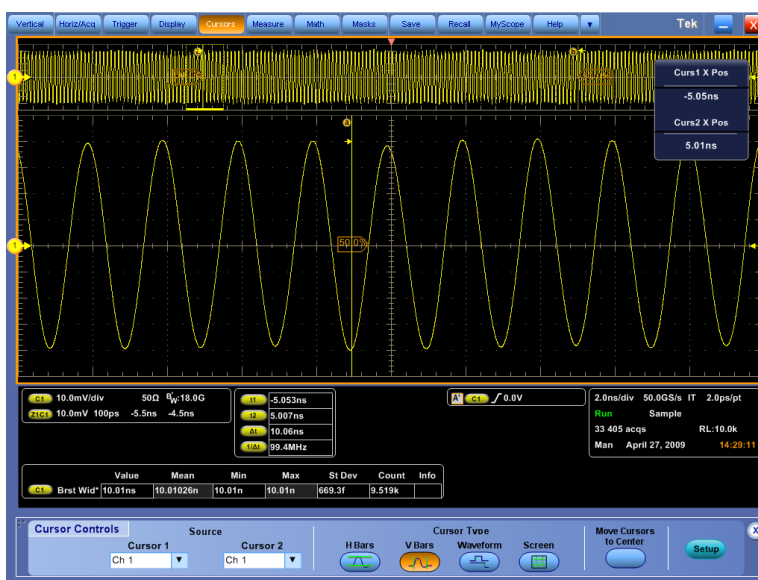 Vertical Horiz/Acq Trigger Display Cursors Measure Math Masks Save Recall MyScope Help Tek X
Curs1 X Pos
-5.05ns
Curs2 X Pos
5.01ns
1
a
50.0%
1
C1 10.0mV/div 50Ω BW:18.0G
Z1C1 10.0mV 100ps -5.5ns -4.5ns
t1 -5.053ns
t2 5.007ns
Δt 10.06ns
1/Δt 99.4MHz
A' C1 0.0V
2.0ns/div 50.0GS/s IT 2.0ps/pt
Run Sample
33 405 acqs RL:10.0k
Man April 27, 2009 14:29:11
Value Mean Min Max St Dev Count Info
C1 Brst Wid* 10.01ns 10.01026n 10.01n 10.01n 669.3f 9.519k
Cursor Controls
Source
Cursor 1 Cursor 2
Ch 1 Ch 1
Cursor Type
H Bars V Bars Waveform Screen
Move Cursors
to Center
Setup
X